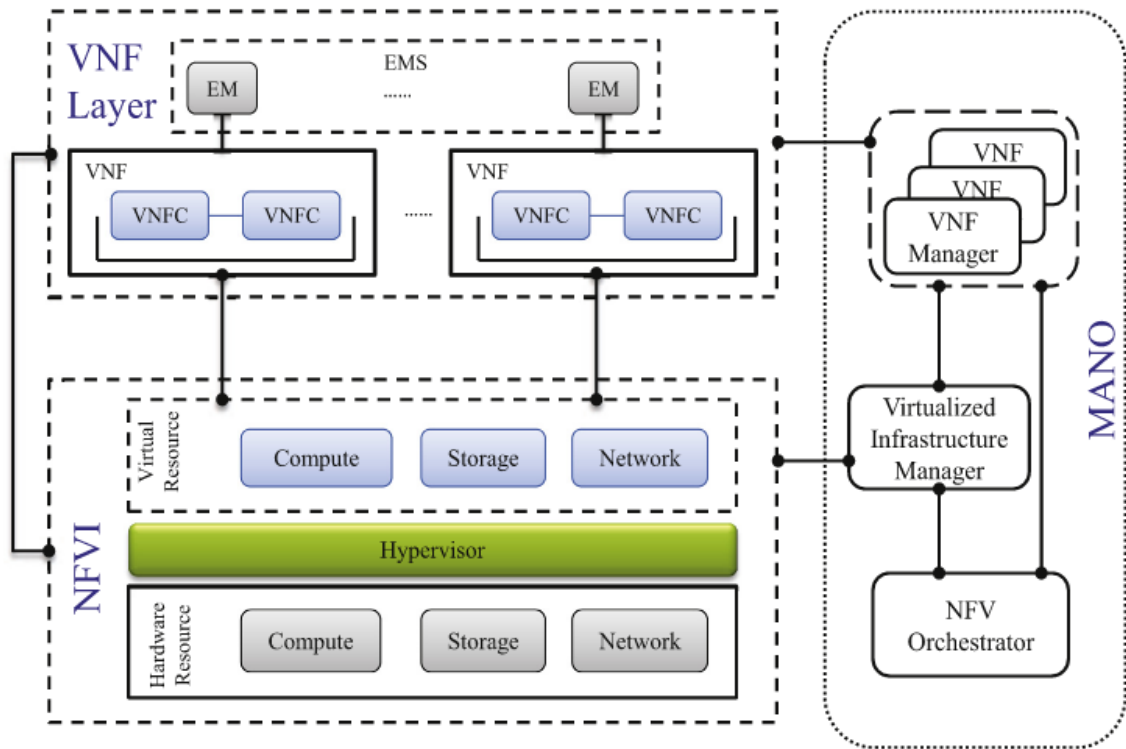 VNF
Layer
EMS
EM
......
EM
VNF
VNFC
VNFC
......
VNF
VNFC
VNFC
VNF
VNF
VNF
Manager
MANO
Virtualized
Infrastructure
Manager
NFV
Orchestrator
NFVI
Virtual
Resource
Compute
Storage
Network
Hypervisor
Hardware
Resource
Compute
Storage
Network